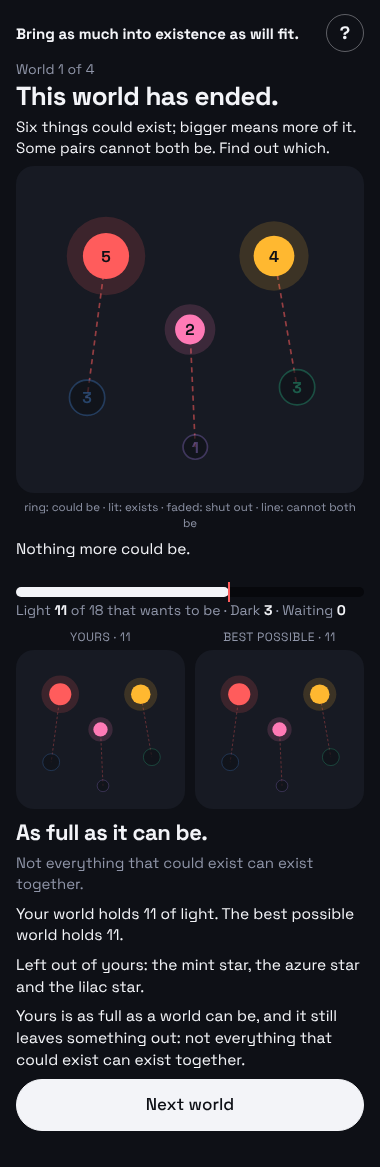 Bring as much into existence as will fit.
?
World 1 of 4
This world has ended.
Six things could exist; bigger means more of it.
Some pairs cannot both be. Find out which.
5
4
2
3
3
1
ring: could be · lit: exists · faded: shut out · line: cannot both
be
Nothing more could be.
Light 11 of 18 that wants to be · Dark 3 · Waiting 0
YOURS · 11
BEST POSSIBLE · 11
As full as it can be.
Not everything that could exist can exist
together.
Your world holds 11 of light. The best possible
world holds 11.
Left out of yours: the mint star, the azure star
and the lilac star.
Yours is as full as a world can be, and it still
leaves something out: not everything that
could exist can exist together.
Next world